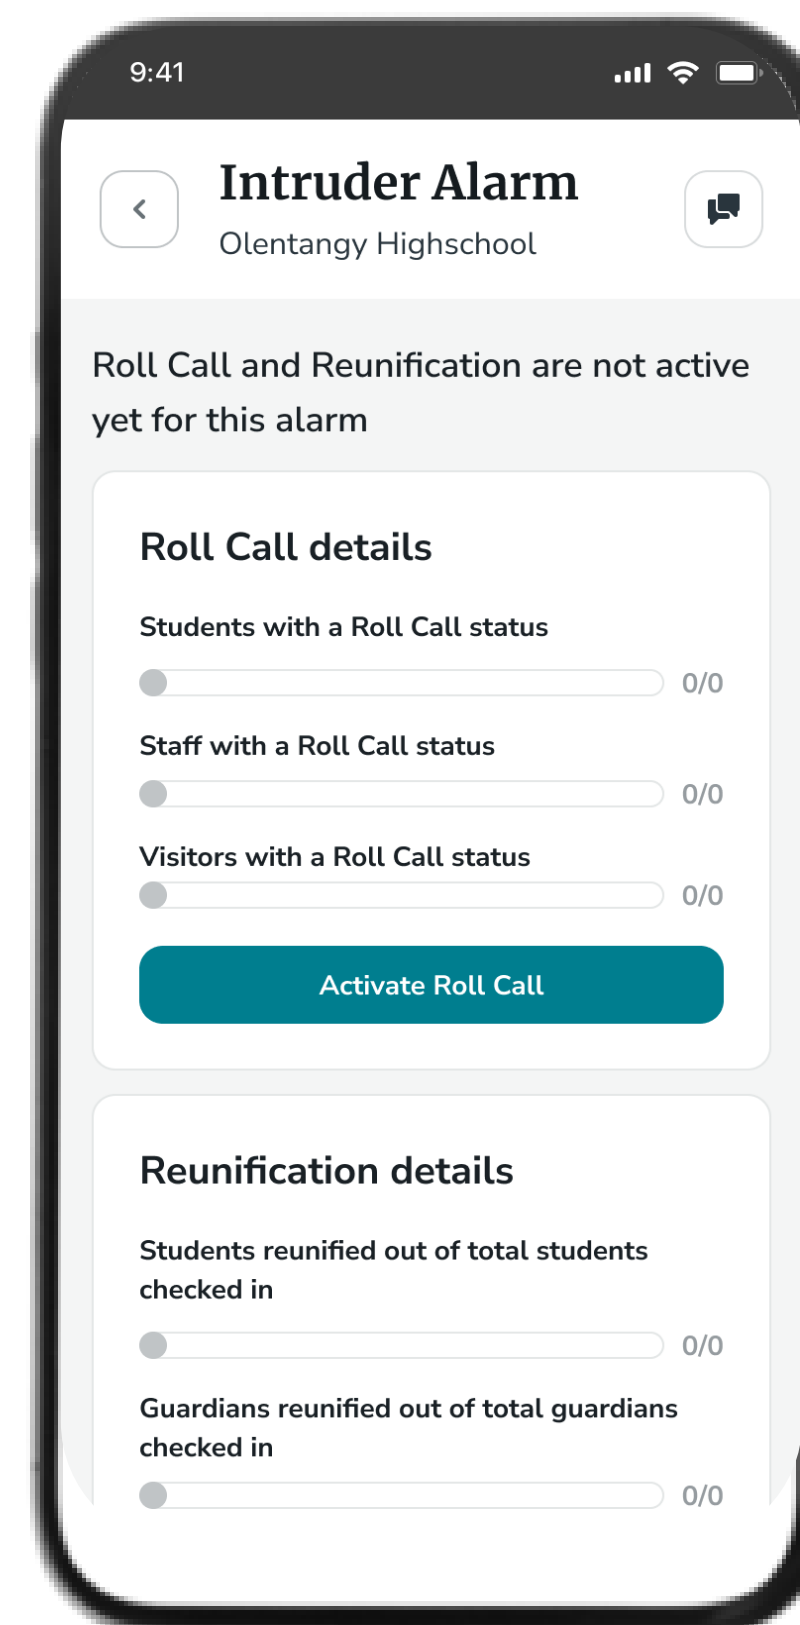 9:41
Intruder Alarm
Olentangy Highschool
Roll Call and Reunification are not active
yet for this alarm
Roll Call details
Students with a Roll Call status
0/0
Staff with a Roll Call status
0/0
Visitors with a Roll Call status
0/0
Activate Roll Call
Reunification details
Students reunified out of total students
checked in
0/0
Guardians reunified out of total guardians
checked in
0/0